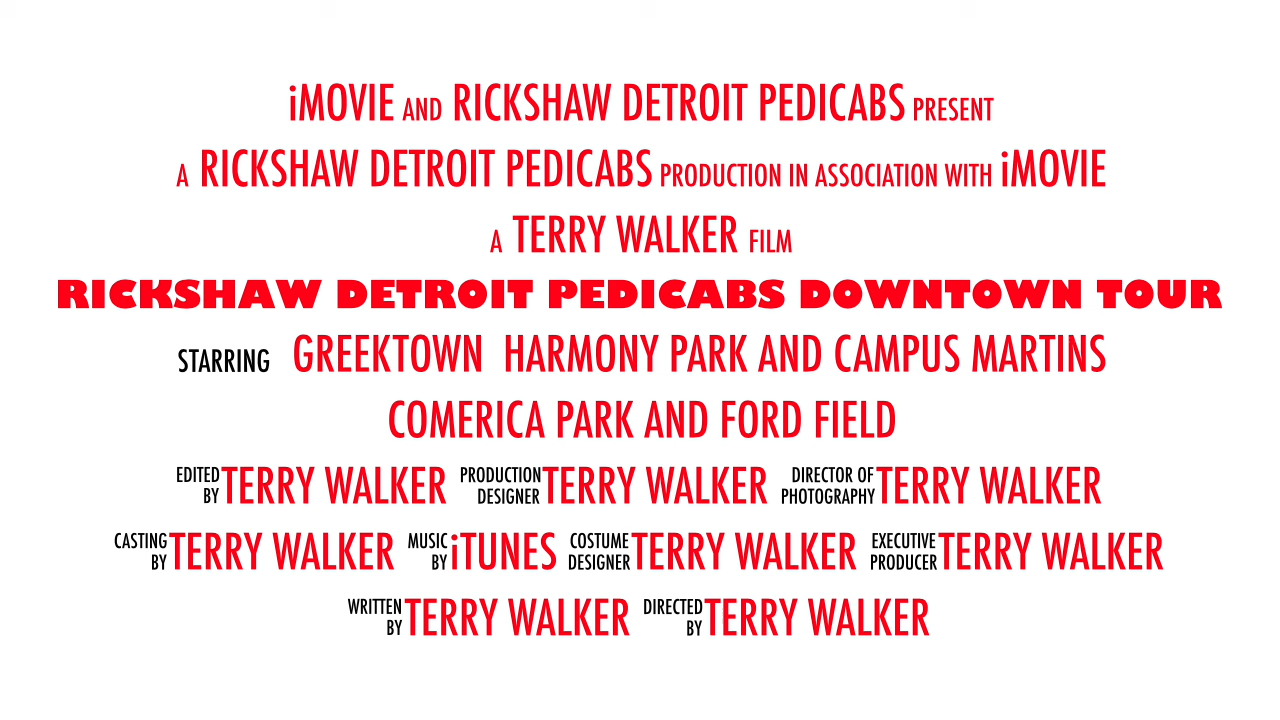 iMOVIE AND RICKSHAW DETROIT PEDICABS PRESENT
A RICKSHAW DETROIT PEDICABS PRODUCTION IN ASSOCIATION WITH iMOVIE
A TERRY WALKER FILM
RICKSHAW DETROIT PEDICABS DOWNTOWN TOUR
STARRING GREEKTOWN HARMONY PARK AND CAMPUS MARTINS
COMERICA PARK AND FORD FIELD
EDITED BY TERRY WALKER PRODUCTION DESIGNER TERRY WALKER DIRECTOR OF PHOTOGRAPHY TERRY WALKER
CASTING BY TERRY WALKER MUSIC BY iTUNES COSTUME DESIGNER TERRY WALKER EXECUTIVE PRODUCER TERRY WALKER
WRITTEN BY TERRY WALKER DIRECTED BY TERRY WALKER